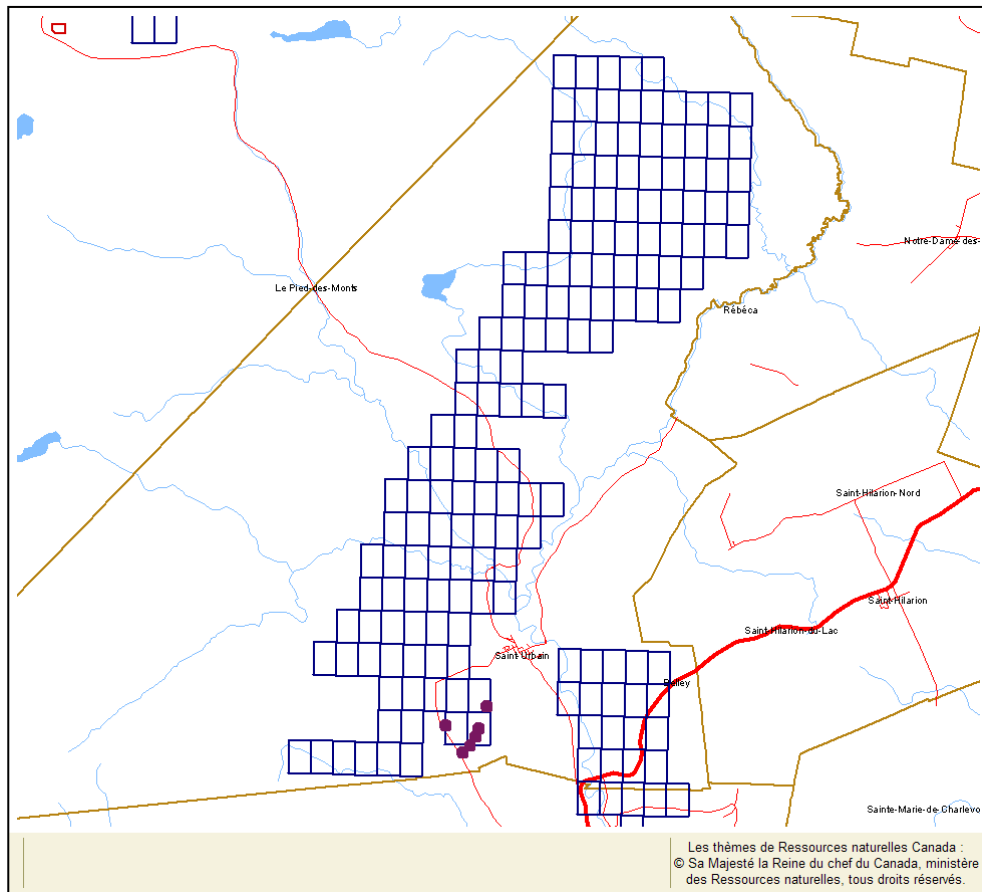 Notre-Dame-des-
Le Pied-des-Monts
Rébéca
Saint-Hilarion-Nord
Saint-Hilarion
Saint-Hilarion-du-Lac
Saint-Urbain
Sainte-Marie-de-Charlevo
Les thèmes de Ressources naturelles Canada :
© Sa Majesté la Reine du chef du Canada, ministère
des Ressources naturelles, tous droits réservés.